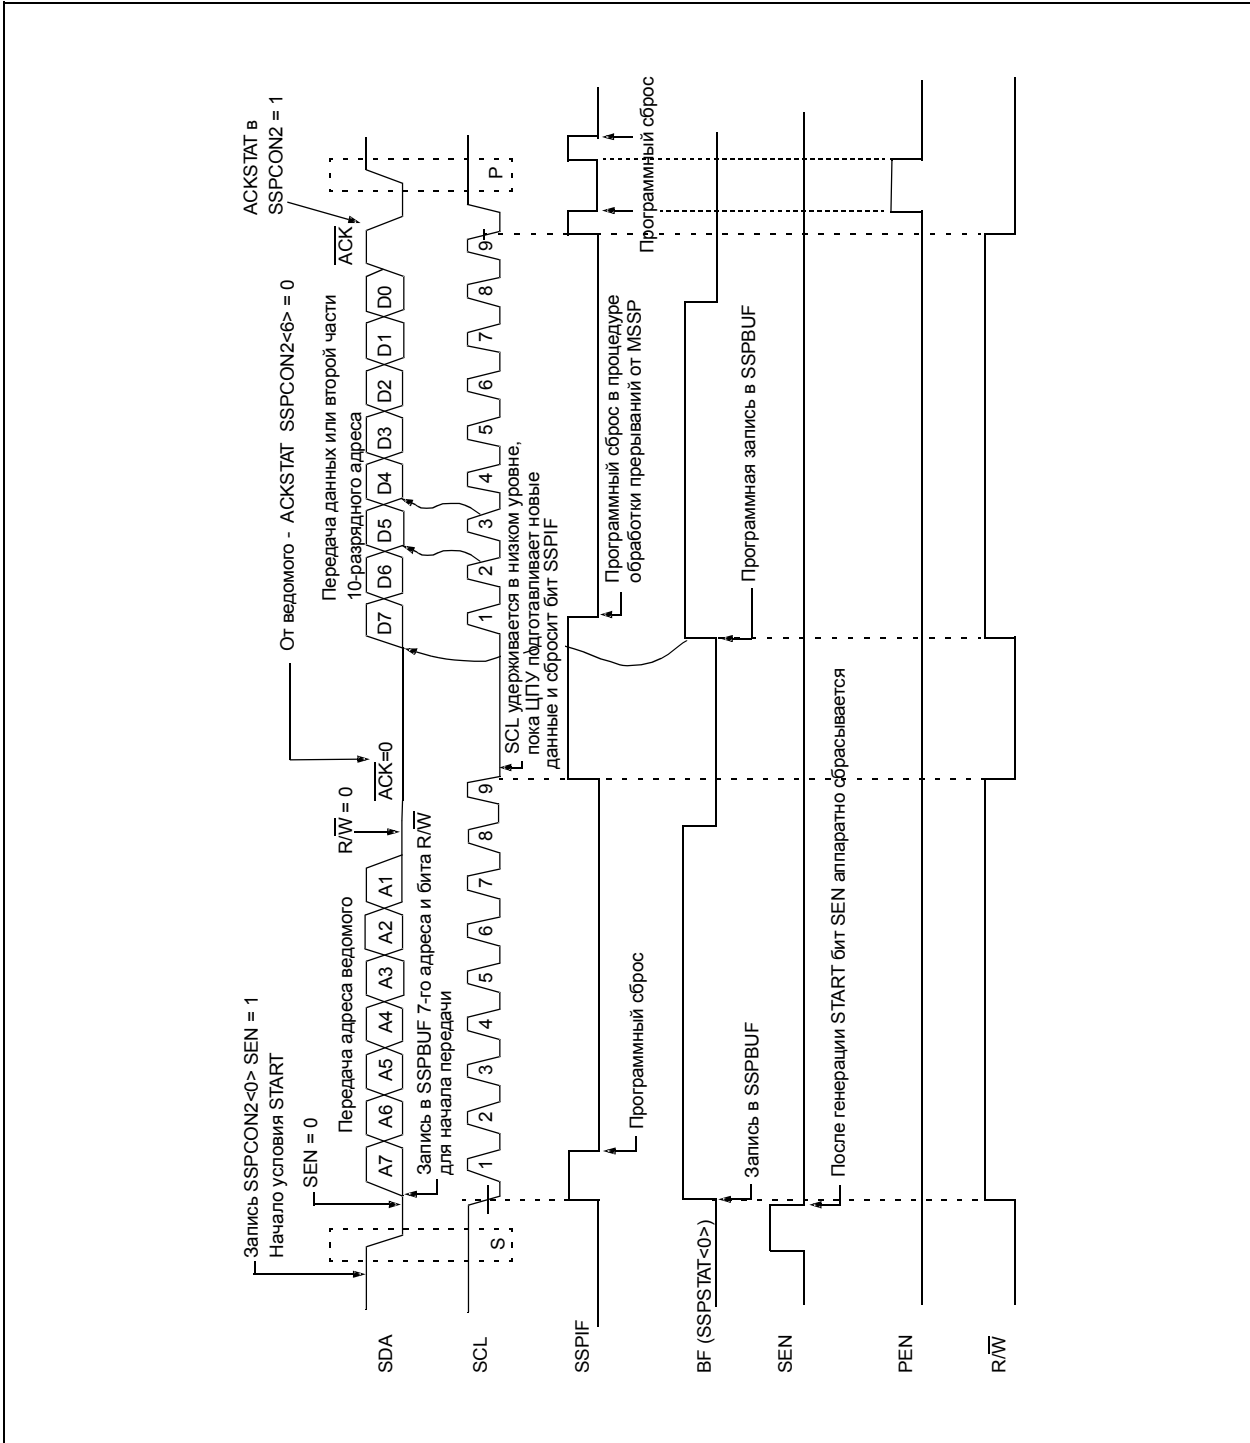 Запись SSPCON2<0> SEN = 1
Начало условия START
SEN = 0
Передача адреса ведомого
R/W = 0
От ведомого - ACKSTAT SSPCON2<6> = 0
ACK=0
Передача данных или второй части
10-разрядного адреса
ACK
ACKSTAT в
SSPCON2 = 1
SDA
A7
A6
A5
A4
A3
A2
A1
D7
D6
D5
D4
D3
D2
D1
D0
Запись в SSPBUF 7-го адреса и бита R/W
для начала передачи
SCL
S
1
2
3
4
5
6
7
8
9
1
2
3
4
5
6
7
8
9
P
SCL удерживается в низком уровне,
пока ЦПУ подготавливает новые
данные и сбросит бит SSPIF
SSPIF
Программный сброс
Программный сброс в процедуре
обработки прерываний от MSSP
Программный сброс
BF (SSPSTAT<0>)
Запись в SSPBUF
Програмная запись в SSPBUF
SEN
После генерации START бит SEN аппаратно сбрасывается
PEN
R/W